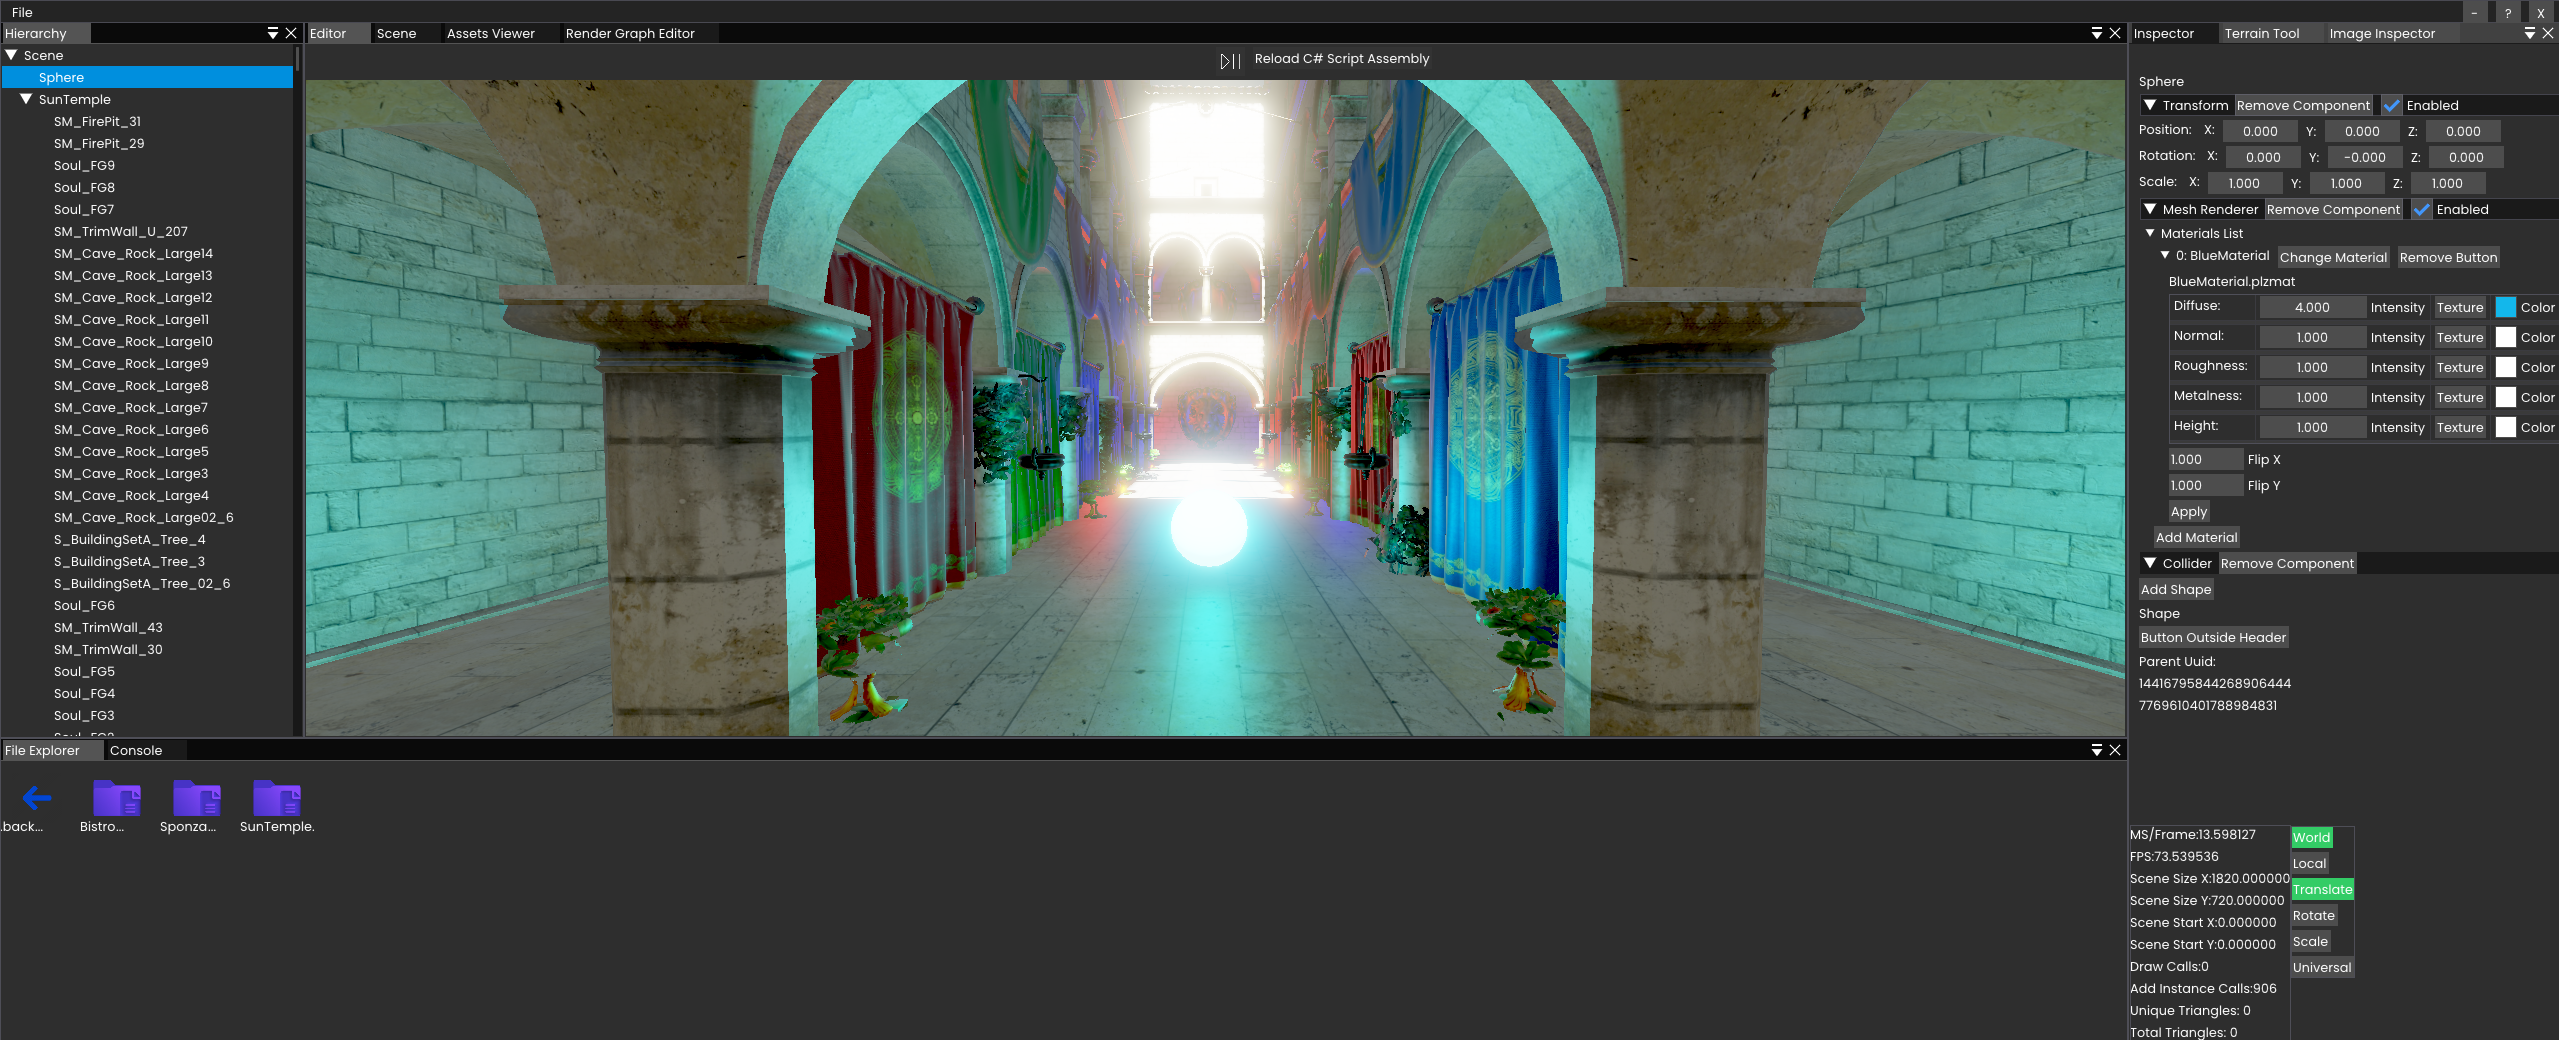 File
- ? X
Hierarchy
Scene
Sphere
SunTemple
SM_FirePit_31
SM_FirePit_29
Soul_FG9
Soul_FG8
Soul_FG7
SM_TrimWall_U_207
SM_Cave_Rock_Large14
SM_Cave_Rock_Large13
SM_Cave_Rock_Large12
SM_Cave_Rock_Large11
SM_Cave_Rock_Large10
SM_Cave_Rock_Large9
SM_Cave_Rock_Large8
SM_Cave_Rock_Large7
SM_Cave_Rock_Large6
SM_Cave_Rock_Large5
SM_Cave_Rock_Large3
SM_Cave_Rock_Large4
SM_Cave_Rock_Large02_6
S_BuildingSetA_Tree_4
S_BuildingSetA_Tree_3
S_BuildingSetA_Tree_02_6
Soul_FG6
SM_TrimWall_43
SM_TrimWall_30
Soul_FG5
Soul_FG4
Soul_FG3
Editor Scene Assets Viewer Render Graph Editor
Reload C# Script Assembly
File Explorer Console
.back... Bistro... Sponza... SunTemple.
Inspector Terrain Tool Image Inspector
Sphere
Transform Remove Component Enabled
Position: X: 0.000 Y: 0.000 Z: 0.000
Rotation: X: 0.000 Y: -0.000 Z: 0.000
Scale: X: 1.000 Y: 1.000 Z: 1.000
Mesh Renderer Remove Component Enabled
Materials List
0: BlueMaterial Change Material Remove Button
BlueMaterial.plzmat
Diffuse: 4.000 Intensity Texture Color
Normal: 1.000 Intensity Texture Color
Roughness: 1.000 Intensity Texture Color
Metalness: 1.000 Intensity Texture Color
Height: 1.000 Intensity Texture Color
1.000 Flip X
1.000 Flip Y
Apply
Add Material
Collider Remove Component
Add Shape
Shape
Button Outside Header
Parent Uuid:
14416795844268906444
7769610401788984831
MS/Frame:13.598127
FPS:73.539536
Scene Size X:1820.000000
Scene Size Y:720.000000
Scene Start X:0.000000
Scene Start Y:0.000000
Draw Calls:0
Add Instance Calls:906
Unique Triangles: 0
Total Triangles: 0
World
Local
Translate
Rotate
Scale
Universal